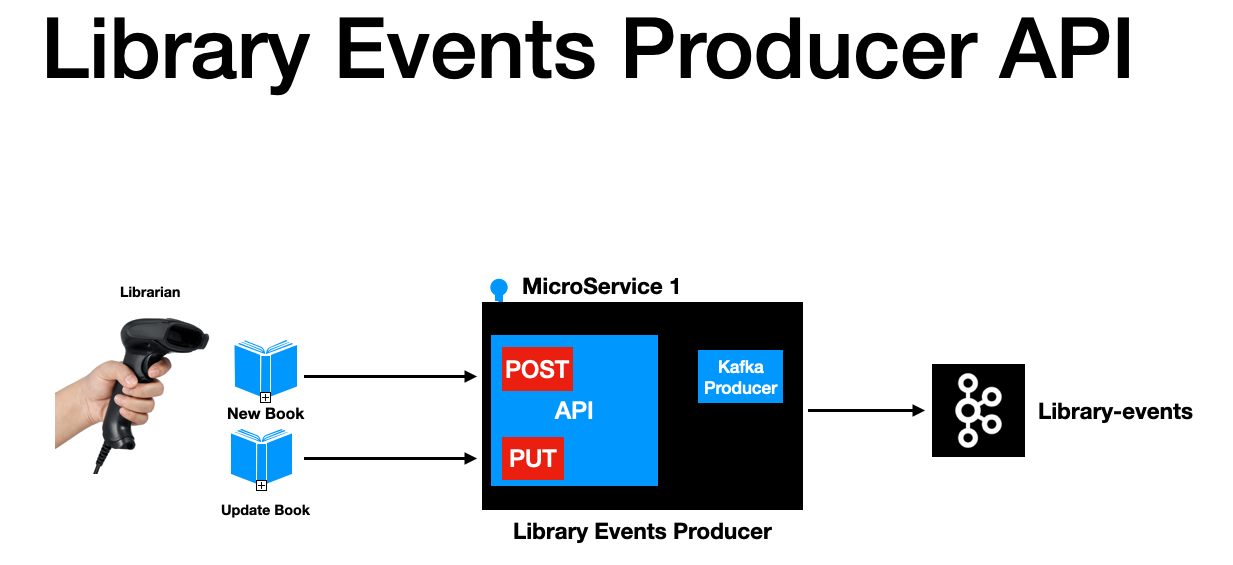 Library Events Producer API
Librarian
New Book
Update Book
MicroService 1
POST
API
PUT
Kafka
Producer
Library Events Producer
Library-events